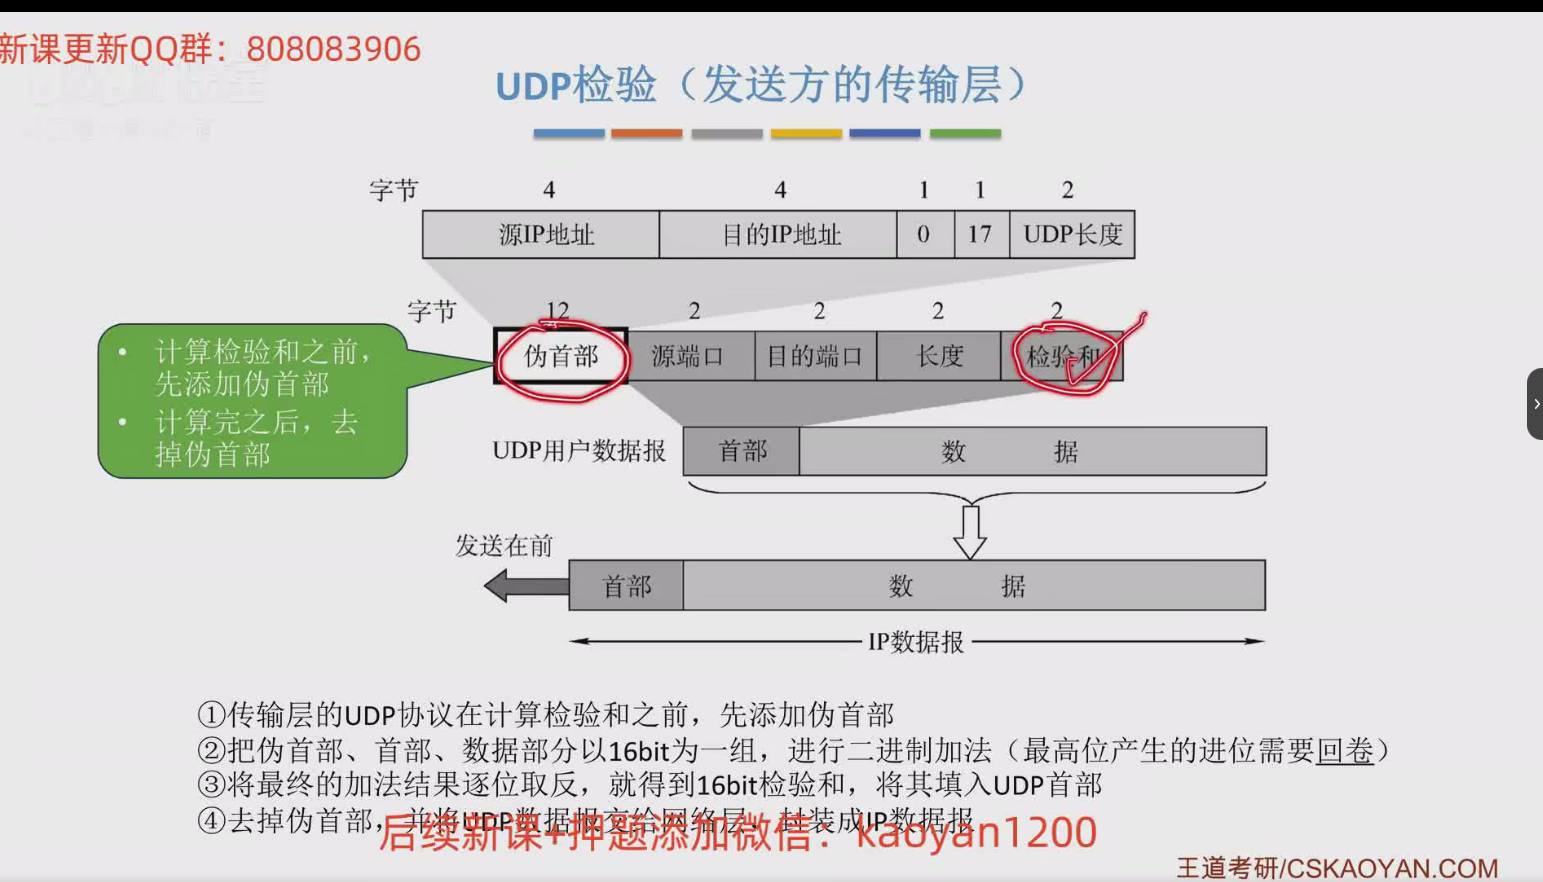 新课更新QQ群：808083906
UDP检验（发送方的传输层）
字节 4 4 1 1 2
源IP地址 目的IP地址 0 17 UDP长度
字节 12 2 2 2 2
伪首部 源端口 目的端口 长度 检验和
• 计算检验和之前，
先添加伪首部
• 计算完之后，去
掉伪首部
UDP用户数据报 首部 数 据
发送在前
首部 数 据
IP数据报
①传输层的UDP协议在计算检验和之前，先添加伪首部
②把伪首部、首部、数据部分以16bit为一组，进行二进制加法（最高位产生的进位需要回卷）
③将最终的加法结果逐位取反，就得到16bit检验和，将其填入UDP首部
④去掉伪首部，并将UDP数据报交给网络层，封装成IP数据报
后续新课+押题添加微信：kaoyan1200
王道考研/CSKAOYAN.COM